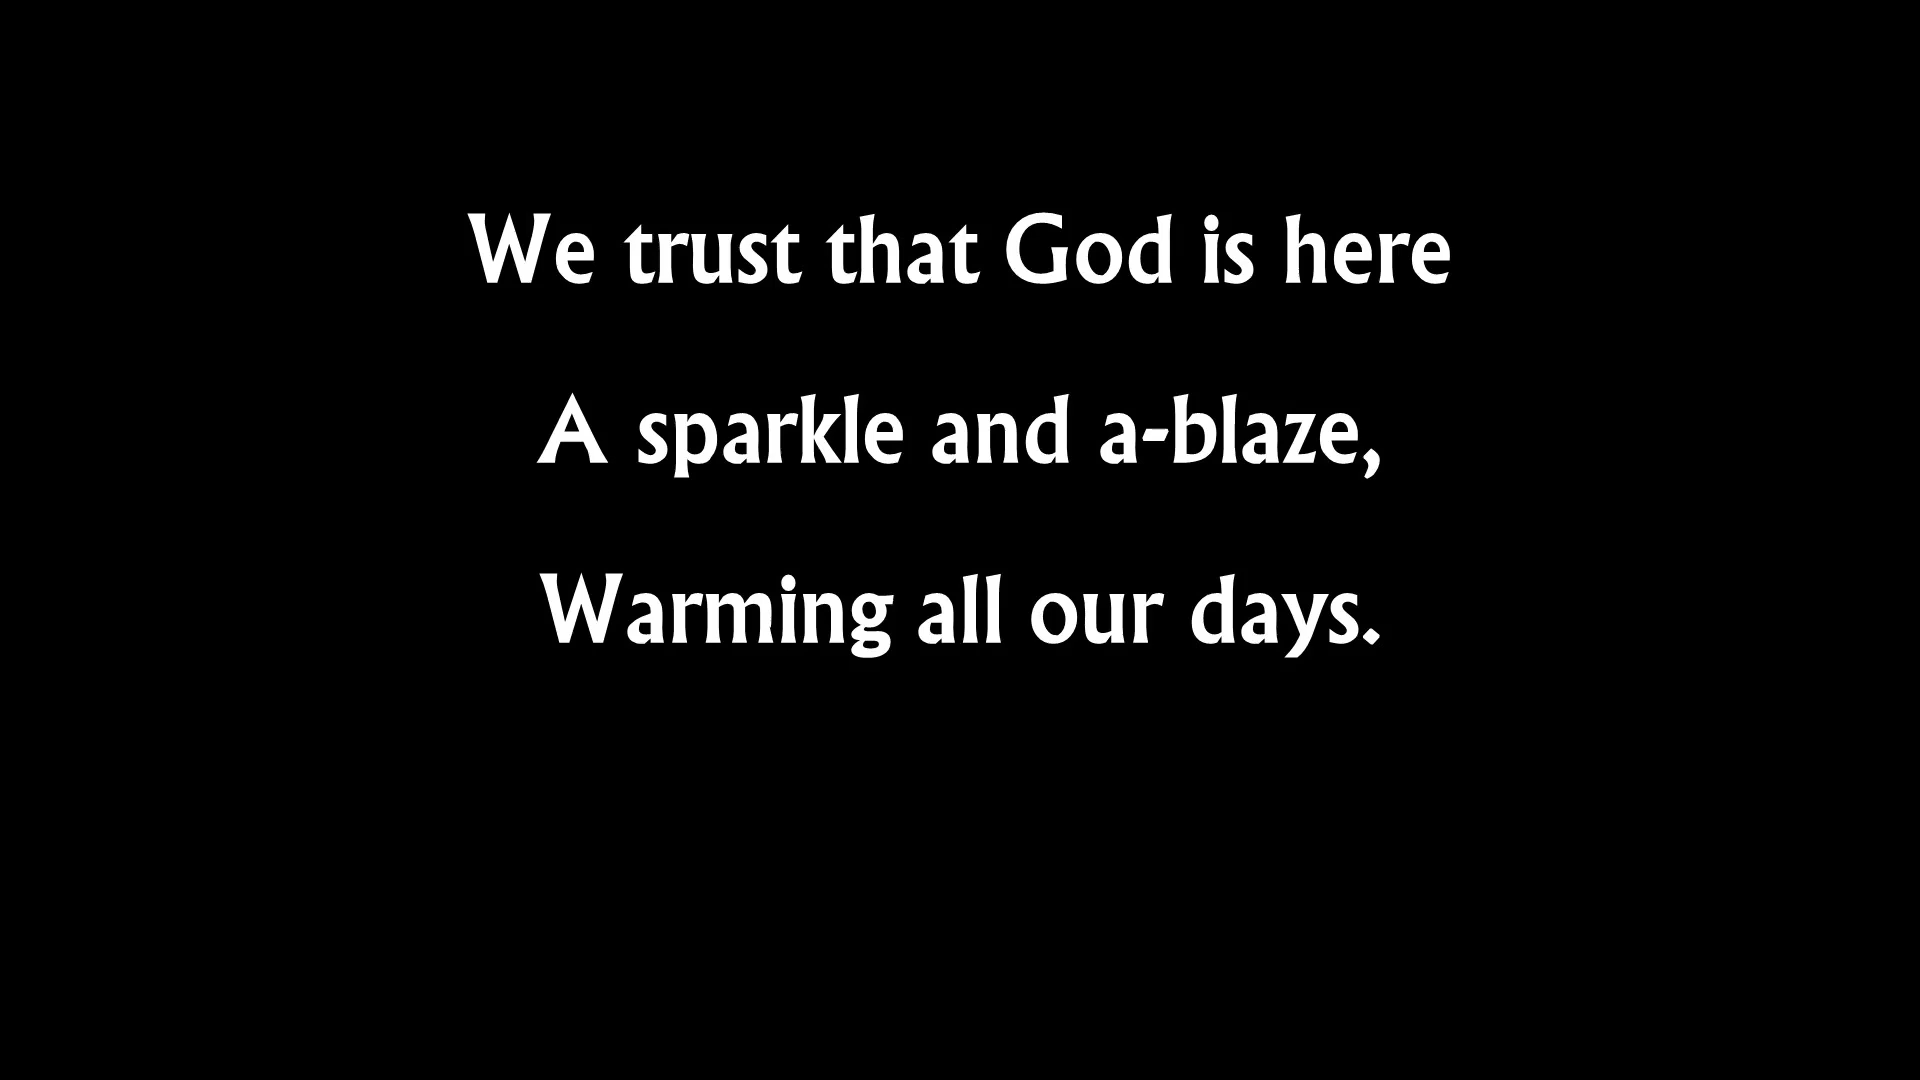 We trust that God is here
A sparkle and a-blaze,
Warming all our days.